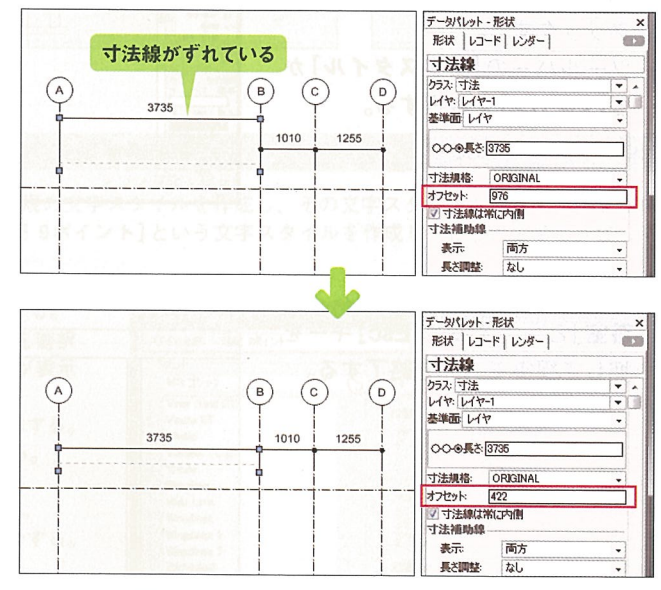 寸法線がずれている
A
B
C
D
3735
1010
1255
データパレット - 形状 ×
形状 レコード レンダー
寸法線
クラス: 寸法
レイヤ: レイヤ-1
基準面: レイヤ
長さ: 3735
寸法規格: ORIGINAL
オフセット: 976
寸法線は常に内側
寸法補助線
表示: 両方
長さ調整: なし
A
B
C
D
3735
1010
1255
データパレット - 形状 ×
形状 レコード レンダー
寸法線
クラス: 寸法
レイヤ: レイヤ-1
基準面: レイヤ
長さ: 3735
寸法規格: ORIGINAL
オフセット: 422
寸法線は常に内側
寸法補助線
表示: 両方
長さ調整: なし